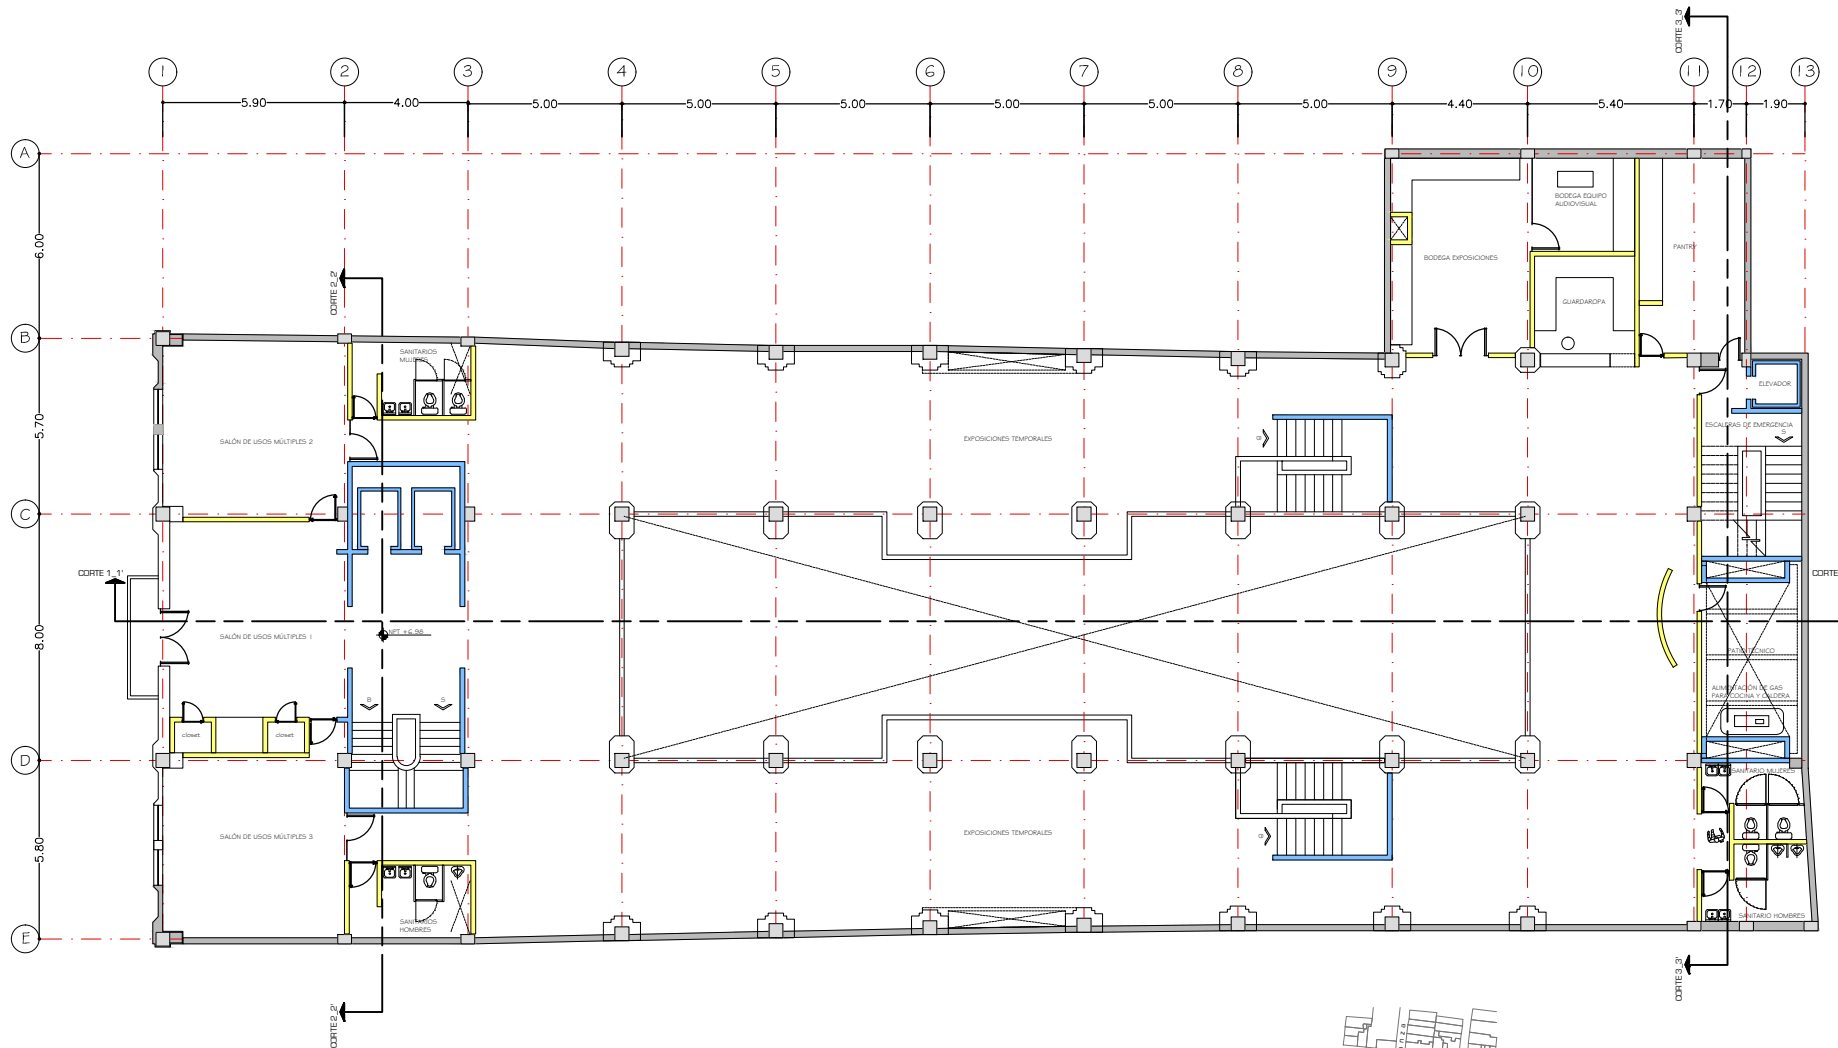 CORTE 3_3'
1 2 3 4 5 6 7 8 9 10 11 12 13
5.90 4.00 5.00 5.00 5.00 5.00 5.00 5.00 4.40 5.40 1.70 1.90
A
6.00
BODEGA EQUIPO
AUDIOVISUAL
PANTRY
BODEGA EXPOSICIONES
CORTE 2_2'
GUARDAROPA
B
SANITARIOS
MUJERES
ELEVADOR
5.70
SALÓN DE USOS MÚLTIPLES 2
EXPOSICIONES TEMPORALES
B
ESCALERAS DE EMERGENCIA
S
C
CORTE 1_1'
CORTE
8.00
SALÓN DE USOS MÚLTIPLES 1
NPT +6.98
PATIO TÉCNICO
ALIMENTACIÓN DE GAS
PARA COCINA Y CALDERA
B
S
closet
closet
D
SANITARIO MUJERES
5.80
SALÓN DE USOS MÚLTIPLES 3
EXPOSICIONES TEMPORALES
B
SANITARIOS
HOMBRES
SANITARIO HOMBRES
E
CORTE 2_2'
CORTE 3_3'